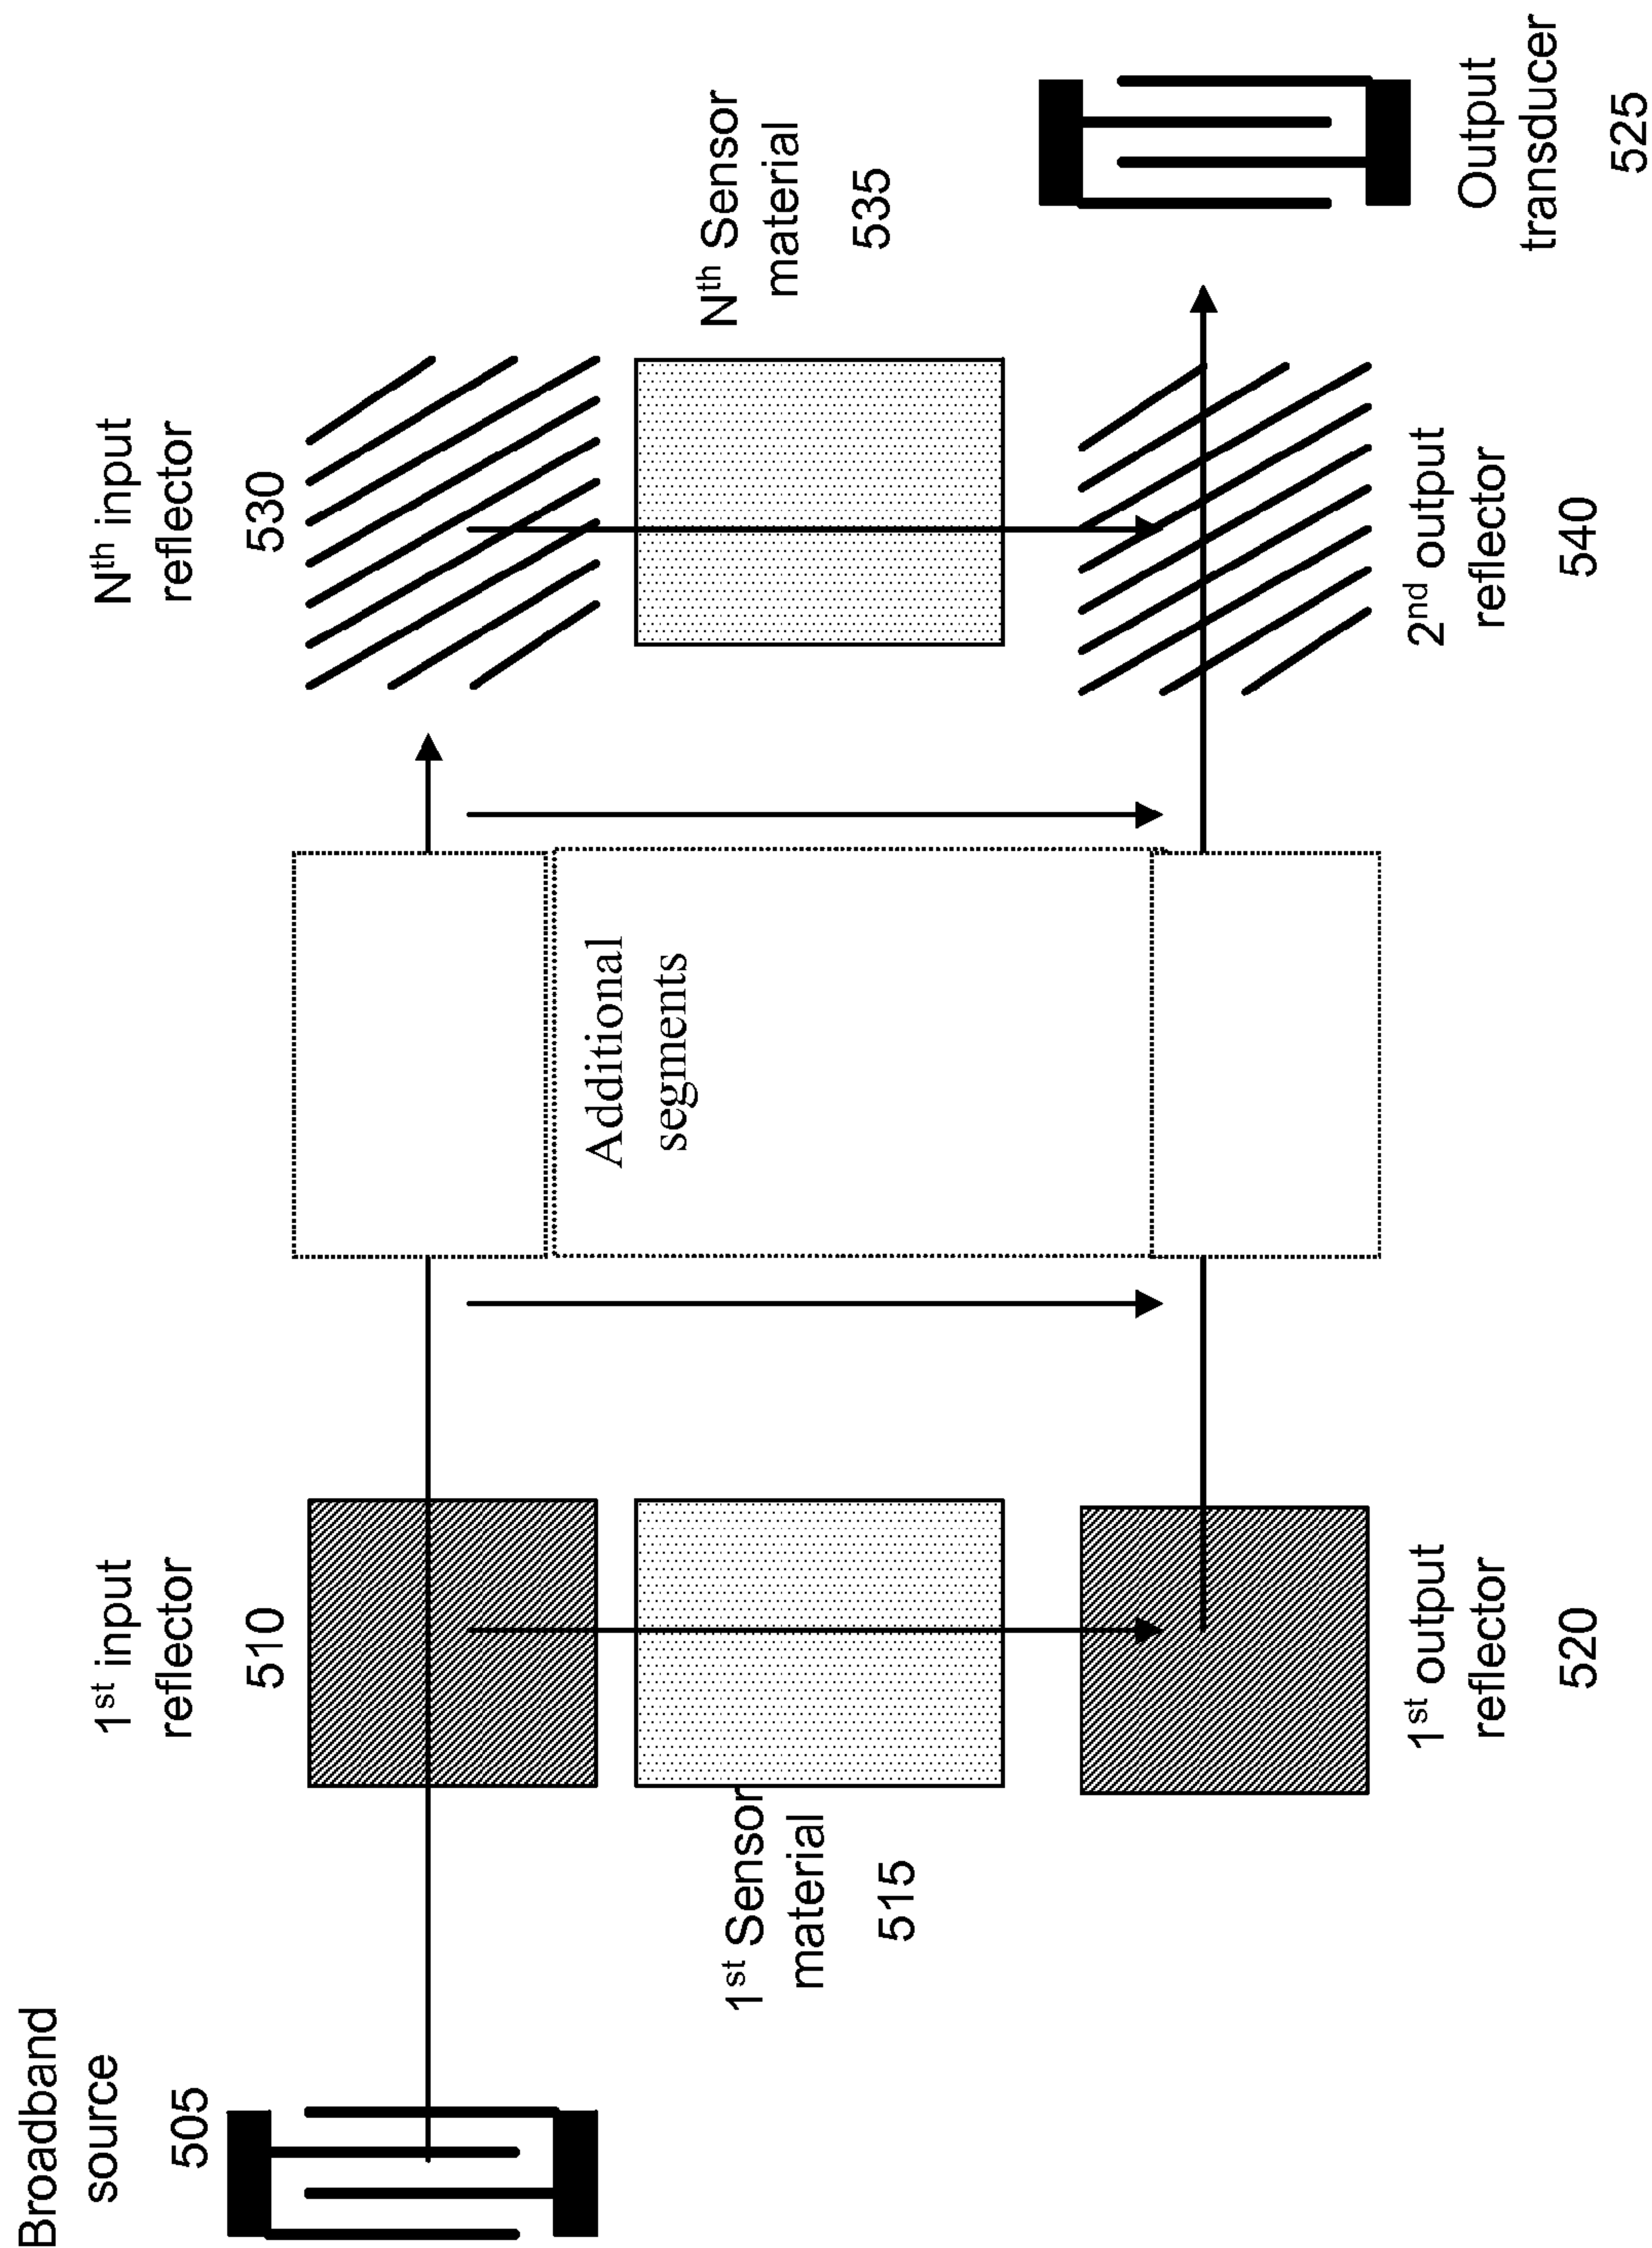 Broadband
source
505
1st input
reflector
510
Nth input
reflector
530
Additional
segments
1st Sensor
material
515
Nth Sensor
material
535
1st output
reflector
520
2nd output
reflector
540
Output
transducer
525